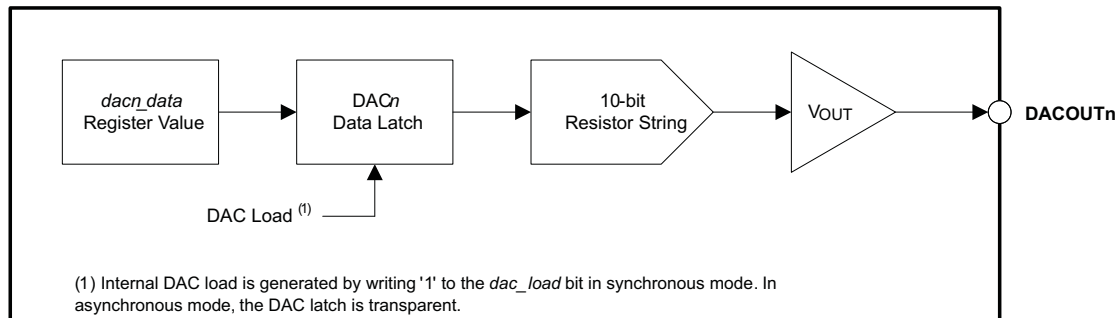 dacn_data
Register Value
DACn
Data Latch
10-bit
Resistor String
VOUT
DACOUTn
DAC Load (1)
(1) Internal DAC load is generated by writing '1' to the dac_load bit in synchronous mode. In
asynchronous mode, the DAC latch is transparent.